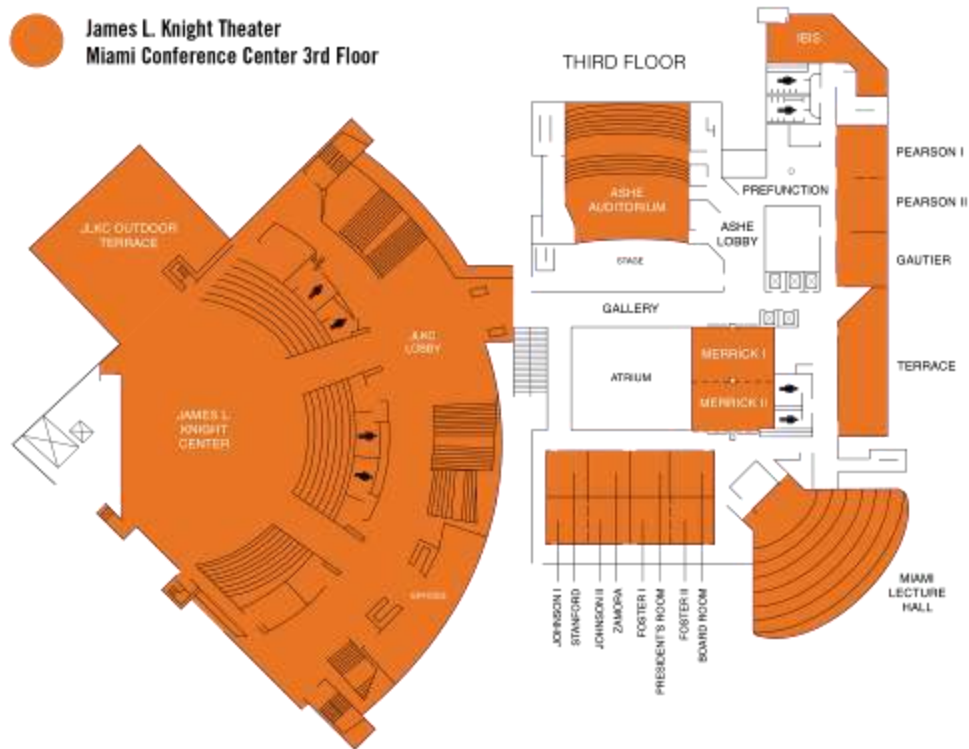 James L. Knight Theater
Miami Conference Center 3rd Floor
THIRD FLOOR
IBIS
PEARSON I
PEARSON II
GAUTIER
TERRACE
PREFUNCTION
ASHE
AUDITORIUM
ASHE
LOBBY
STAGE
GALLERY
ATRIUM
MERRICK I
MERRICK II
JLKC OUTDOOR
TERRACE
JLKC
LOBBY
JAMES L
KNIGHT
CENTER
OFFICES
JOHNSON I
STANFORD
JOHNSON II
ZAMORA
FOSTER I
PRESIDENT'S ROOM
FOSTER II
BOARD ROOM
MIAMI
LECTURE
HALL